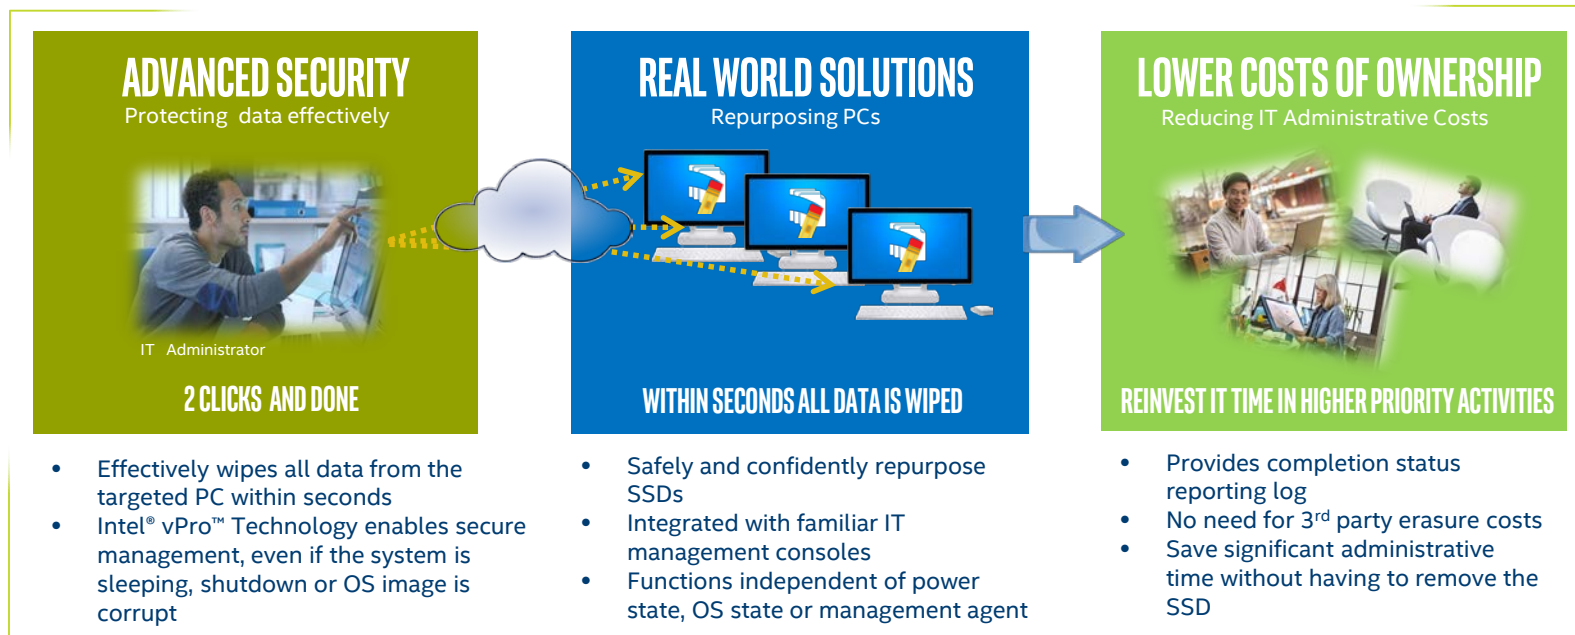 ADVANCED SECURITY
Protecting data effectively
IT Administrator
2 CLICKS AND DONE
• Effectively wipes all data from the
targeted PC within seconds
• Intel® vPro™ Technology enables secure
management, even if the system is
sleeping, shutdown or OS image is
corrupt
REAL WORLD SOLUTIONS
Repurposing PCs
WITHIN SECONDS ALL DATA IS WIPED
• Safely and confidently repurpose
SSDs
• Integrated with familiar IT
management consoles
• Functions independent of power
state, OS state or management agent
LOWER COSTS OF OWNERSHIP
Reducing IT Administrative Costs
REINVEST IT TIME IN HIGHER PRIORITY ACTIVITIES
• Provides completion status
reporting log
• No need for 3rd party erasure costs
• Save significant administrative
time without having to remove the
SSD